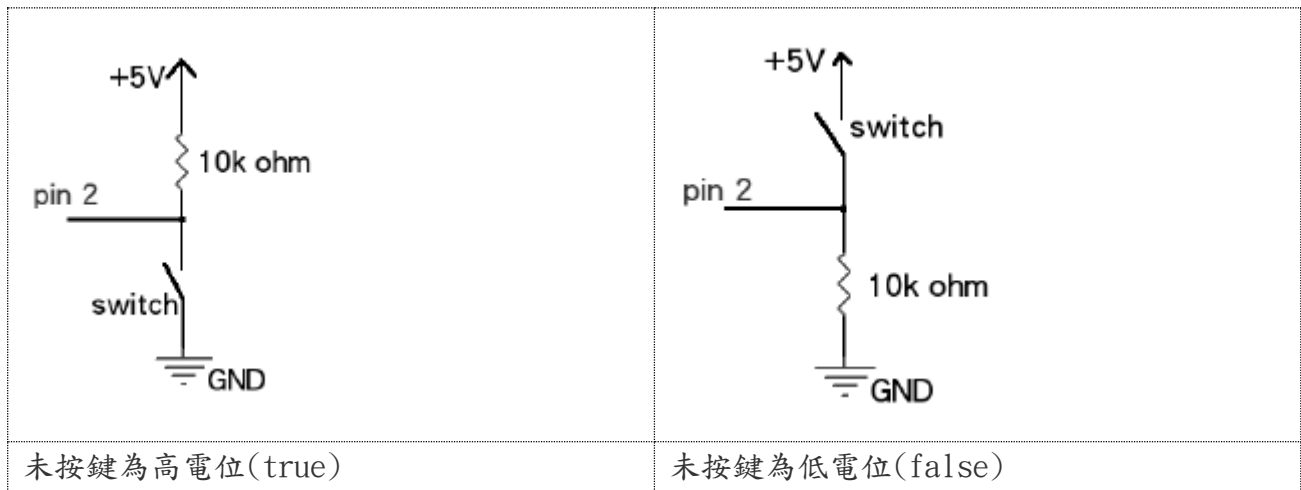 +5V
10k ohm
pin 2
switch
GND
未按鍵為高電位(true)
+5V
switch
pin 2
10k ohm
GND
未按鍵為低電位(false)